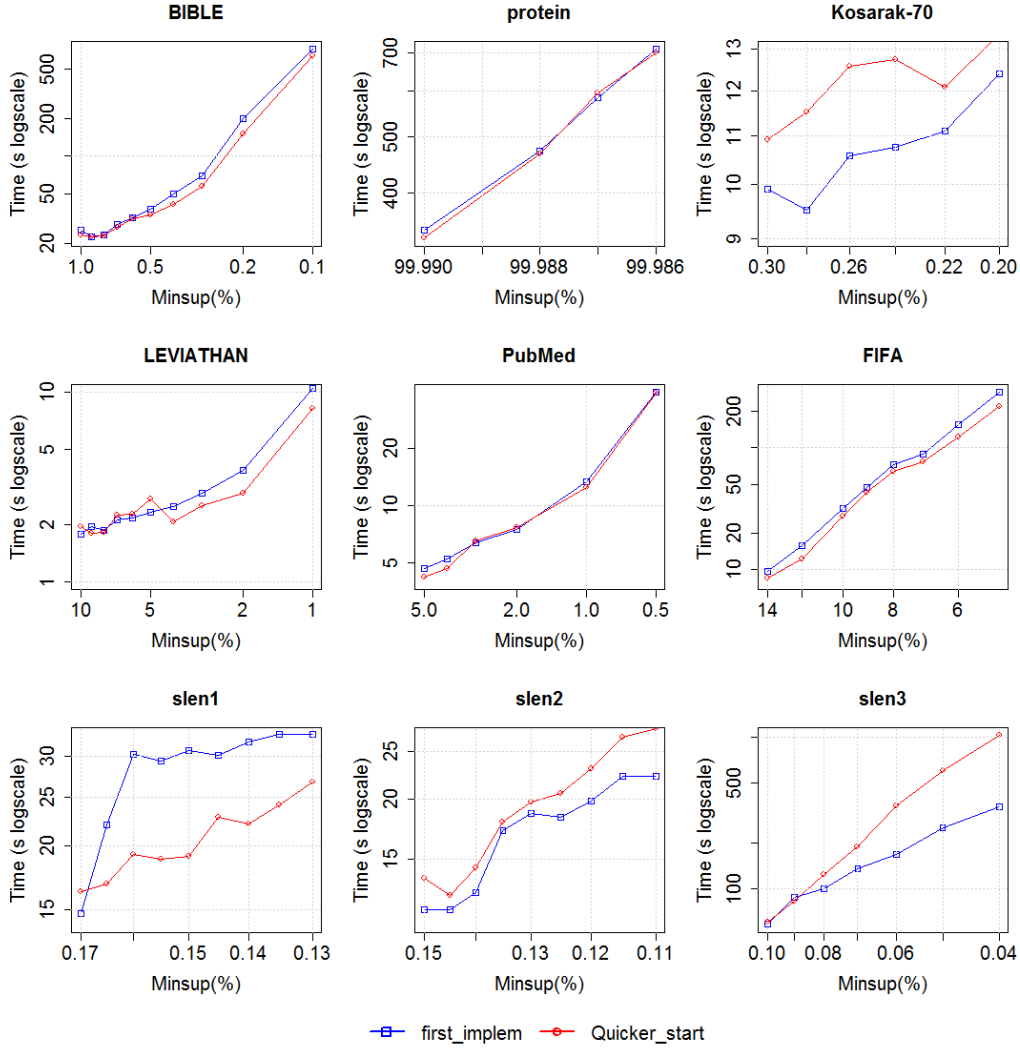 BIBLE
Time (s logscale)
500
200
50
20
1.0 0.5 0.2 0.1
Minsup(%)
protein
Time (s logscale)
700
500
400
99.990 99.988 99.986
Minsup(%)
Kosarak-70
Time (s logscale)
13
12
11
10
9
0.30 0.26 0.22 0.20
Minsup(%)
LEVIATHAN
Time (s logscale)
10
5
2
1
10 5 2 1
Minsup(%)
PubMed
Time (s logscale)
20
10
5
5.0 2.0 1.0 0.5
Minsup(%)
FIFA
Time (s logscale)
200
50
20
10
14 10 8 6
Minsup(%)
slen1
Time (s logscale)
30
25
20
15
0.17 0.15 0.14 0.13
Minsup(%)
slen2
Time (s logscale)
25
20
15
0.15 0.13 0.12 0.11
Minsup(%)
slen3
Time (s logscale)
500
100
0.10 0.08 0.06 0.04
Minsup(%)
first_implem Quicker_start